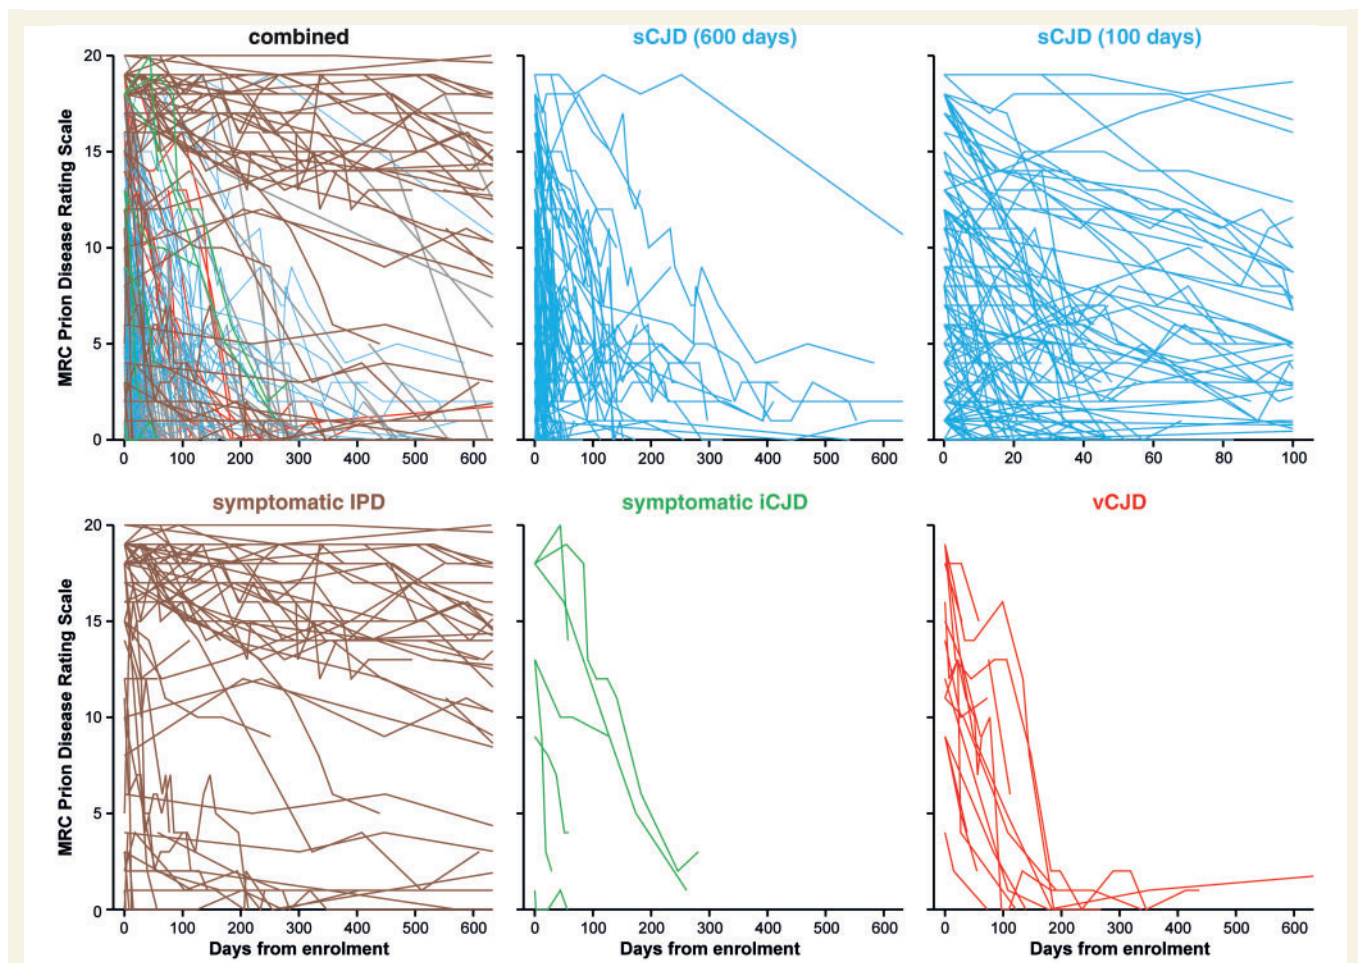 combined
sCJD (600 days)
sCJD (100 days)
MRC Prion Disease Rating Scale
20
15
10
5
0
0 100 200 300 400 500 600
0 100 200 300 400 500 600
0 20 40 60 80 100
symptomatic IPD
symptomatic iCJD
vCJD
MRC Prion Disease Rating Scale
20
15
10
5
0
0 100 200 300 400 500 600
0 100 200 300 400 500 600
0 100 200 300 400 500 600
Days from enrolment
Days from enrolment
Days from enrolment